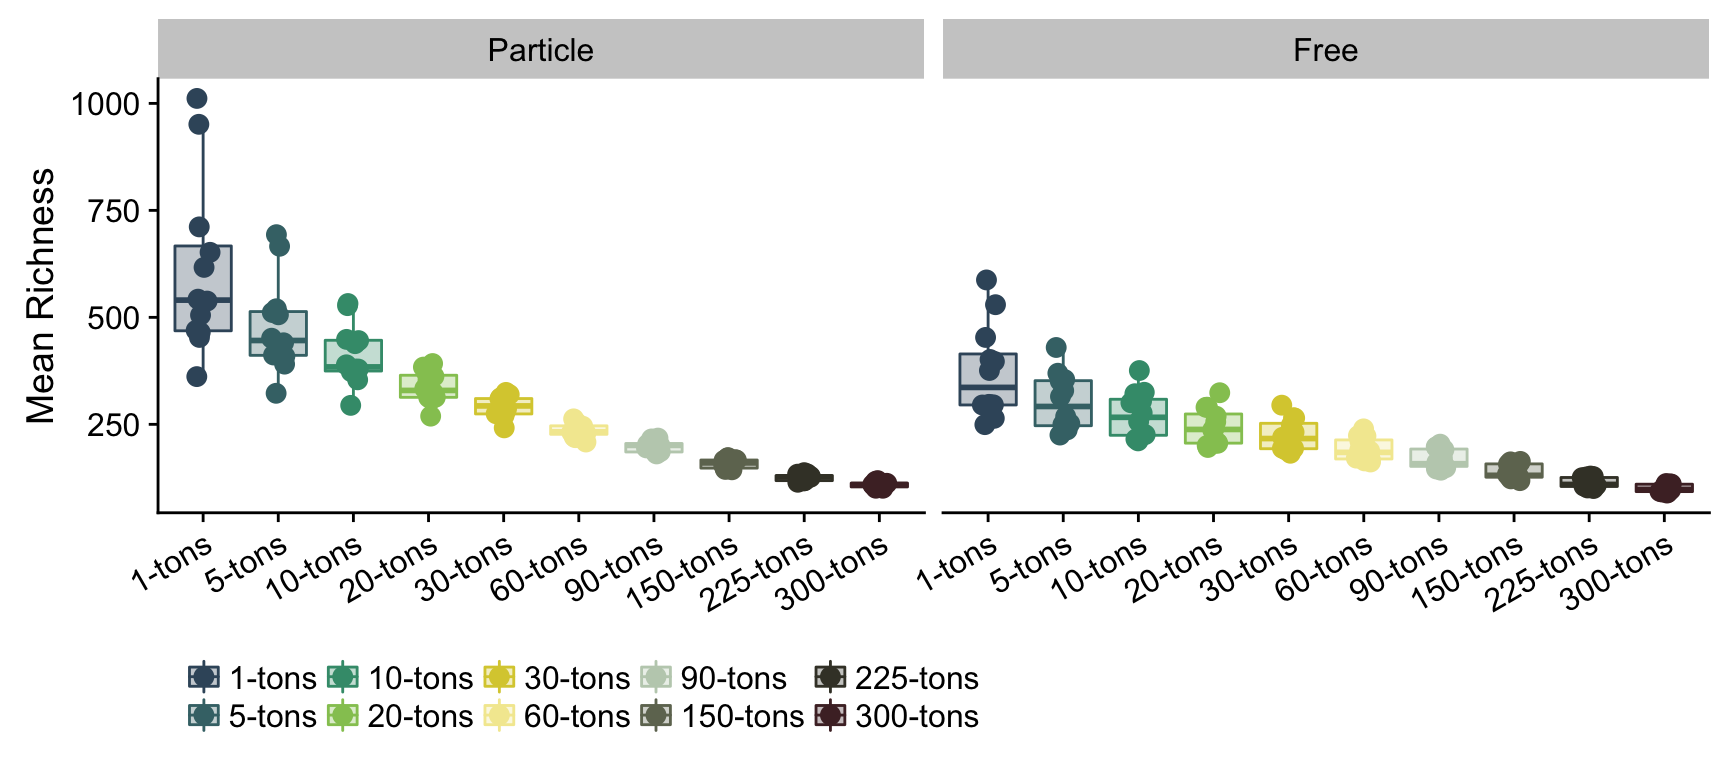 Particle Free
Mean Richness
1000
750
500
250
1-tons 5-tons 10-tons 20-tons 30-tons 60-tons 90-tons 150-tons 225-tons 300-tons 1-tons 5-tons 10-tons 20-tons 30-tons 60-tons 90-tons 150-tons 225-tons 300-tons
1-tons 10-tons 30-tons 90-tons 225-tons
5-tons 20-tons 60-tons 150-tons 300-tons